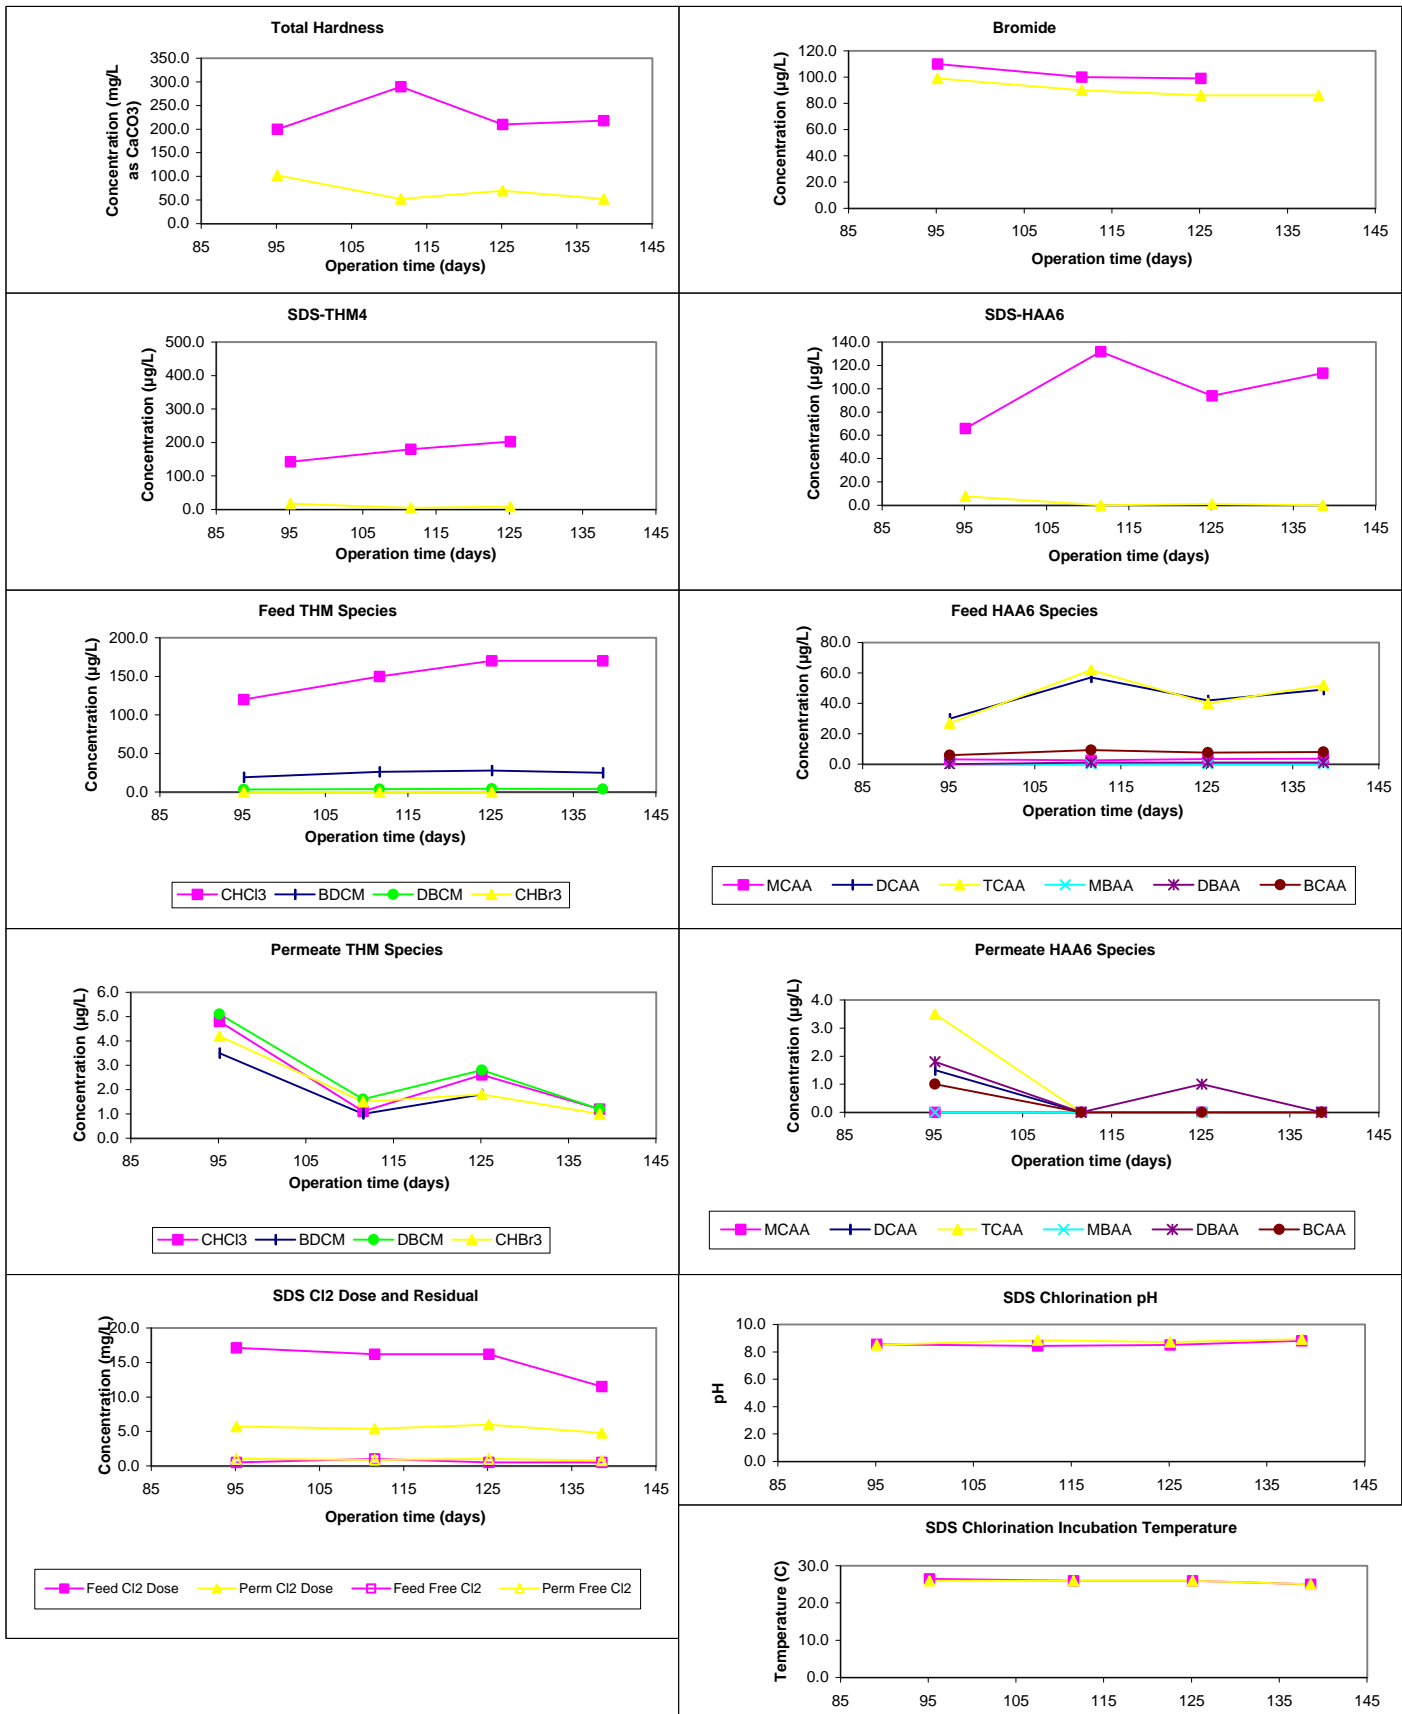 Total Hardness
Concentration (mg/L
as CaCO3)
350.0
300.0
250.0
200.0
150.0
100.0
50.0
0.0
85 95 105 115 125 135 145
Operation time (days)
Bromide
Concentration (µg/L)
120.0
100.0
80.0
60.0
40.0
20.0
0.0
85 95 105 115 125 135 145
Operation time (days)
SDS-THM4
Concentration (µg/L)
500.0
400.0
300.0
200.0
100.0
0.0
85 95 105 115 125 135 145
Operation time (days)
SDS-HAA6
Concentration (µg/L)
140.0
120.0
100.0
80.0
60.0
40.0
20.0
0.0
85 95 105 115 125 135 145
Operation time (days)
Feed THM Species
Concentration (µg/L)
200.0
150.0
100.0
50.0
0.0
85 95 105 115 125 135 145
Operation time (days)
CHCl3 BDCM DBCM CHBr3
Feed HAA6 Species
Concentration (µg/L)
80.0
60.0
40.0
20.0
0.0
85 95 105 115 125 135 145
Operation time (days)
MCAA DCAA TCAA MBAA DBAA BCAA
Permeate THM Species
Concentration (µg/L)
6.0
5.0
4.0
3.0
2.0
1.0
0.0
85 95 105 115 125 135 145
Operation time (days)
CHCl3 BDCM DBCM CHBr3
Permeate HAA6 Species
Concentration (µg/L)
4.0
3.0
2.0
1.0
0.0
85 95 105 115 125 135 145
Operation time (days)
MCAA DCAA TCAA MBAA DBAA BCAA
SDS Cl2 Dose and Residual
Concentration (mg/L)
20.0
15.0
10.0
5.0
0.0
85 95 105 115 125 135 145
Operation time (days)
Feed Cl2 Dose Perm Cl2 Dose Feed Free Cl2 Perm Free Cl2
SDS Chlorination pH
pH
10.0
8.0
6.0
4.0
2.0
0.0
85 95 105 115 125 135 145
SDS Chlorination Incubation Temperature
Temperature (C)
30.0
20.0
10.0
0.0
85 95 105 115 125 135 145